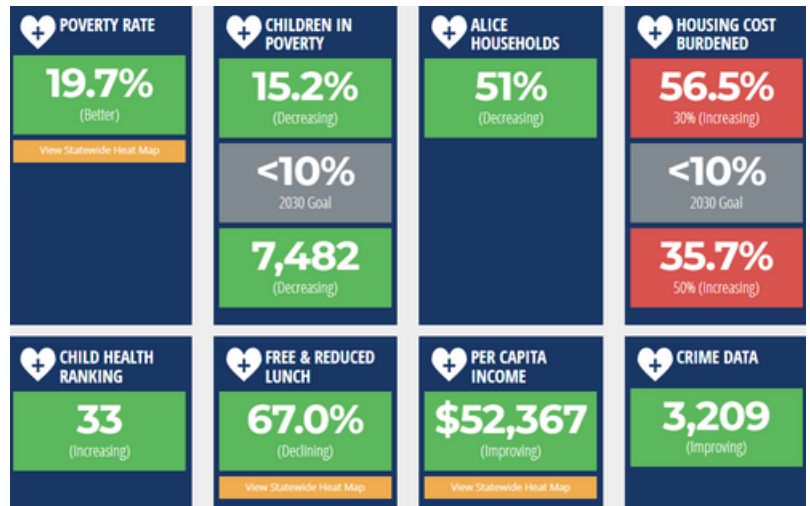 POVERTY RATE
19.7%
(Better)
View Statewide Heat Map
CHILDREN IN
POVERTY
15.2%
(Decreasing)
<10%
2030 Goal
7,482
(Decreasing)
ALICE
HOUSEHOLDS
51%
(Decreasing)
HOUSING COST
BURDENED
56.5%
30% (Increasing)
<10%
2030 Goal
35.7%
50% (Increasing)
CHILD HEALTH
RANKING
33
(Increasing)
FREE & REDUCED
LUNCH
67.0%
(Declining)
View Statewide Heat Map
PER CAPITA
INCOME
$52,367
(Improving)
View Statewide Heat Map
CRIME DATA
3,209
(Improving)